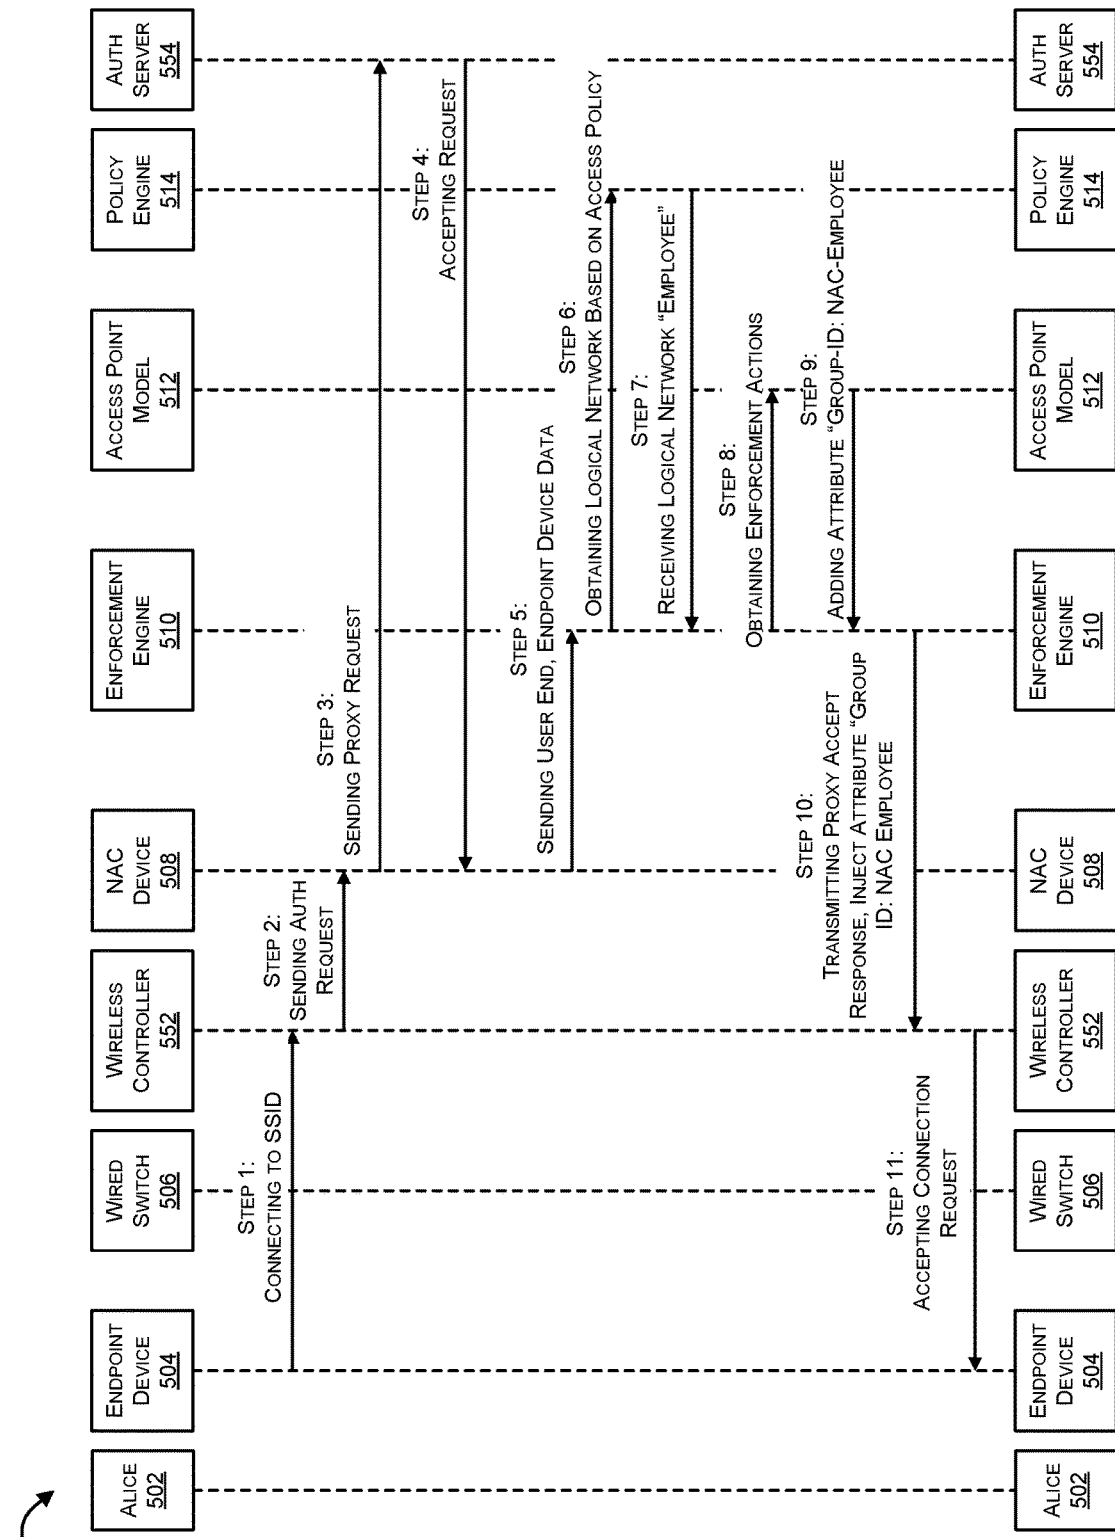 ALICE
502
ENDPOINT
DEVICE
504
WIRED
SWITCH
506
WIRELESS
CONTROLLER
552
NAC
DEVICE
508
ENFORCEMENT
ENGINE
510
ACCESS POINT
MODEL
512
POLICY
ENGINE
514
AUTH
SERVER
554
STEP 1:
CONNECTING TO SSID
STEP 2:
SENDING AUTH
REQUEST
STEP 3:
SENDING PROXY REQUEST
STEP 4:
ACCEPTING REQUEST
STEP 5:
SENDING USER END, ENDPOINT DEVICE DATA
STEP 6:
OBTAINING LOGICAL NETWORK BASED ON ACCESS POLICY
STEP 7:
RECEIVING LOGICAL NETWORK “EMPLOYEE”
STEP 8:
OBTAINING ENFORCEMENT ACTIONS
STEP 9:
ADDING ATTRIBUTE “GROUP-ID: NAC-EMPLOYEE
STEP 10:
TRANSMITTING PROXY ACCEPT
RESPONSE, INJECT ATTRIBUTE “GROUP
ID: NAC EMPLOYEE
STEP 11:
ACCEPTING CONNECTION
REQUEST
ALICE
502
ENDPOINT
DEVICE
504
WIRED
SWITCH
506
WIRELESS
CONTROLLER
552
NAC
DEVICE
508
ENFORCEMENT
ENGINE
510
ACCESS POINT
MODEL
512
POLICY
ENGINE
514
AUTH
SERVER
554